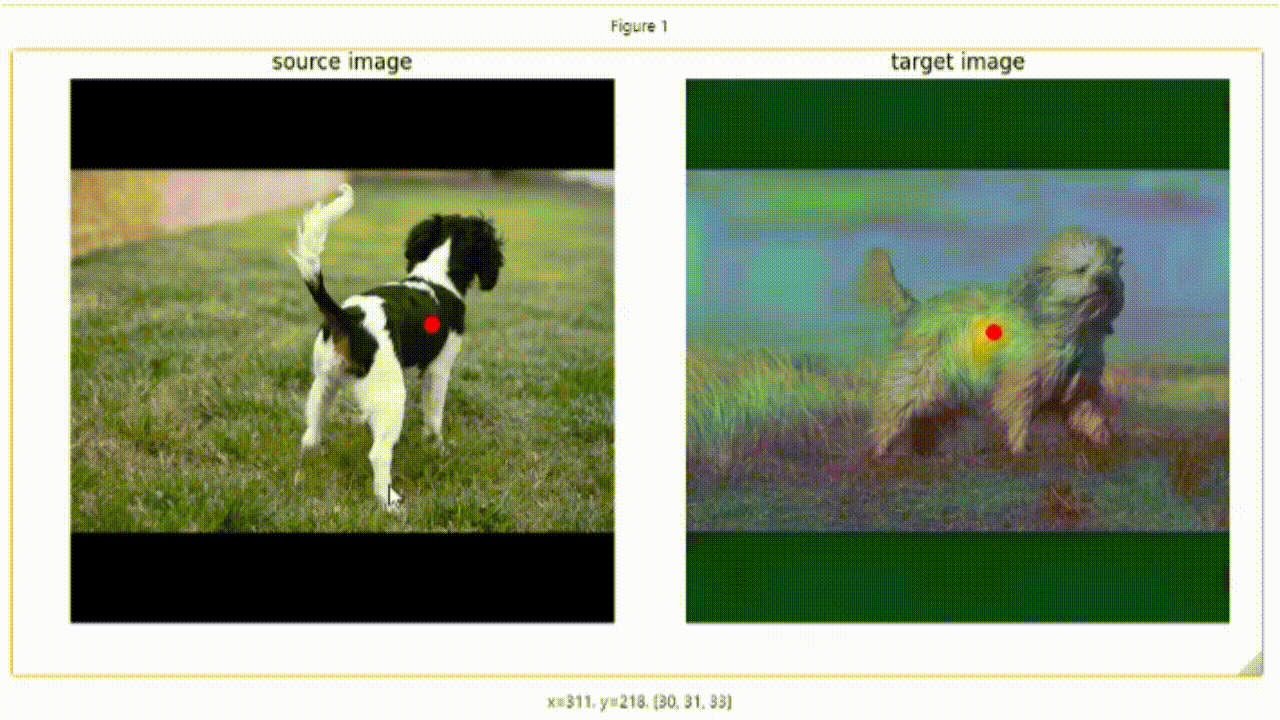 Figure 1
source image
target image
x=311. y=218. [30, 31, 33]